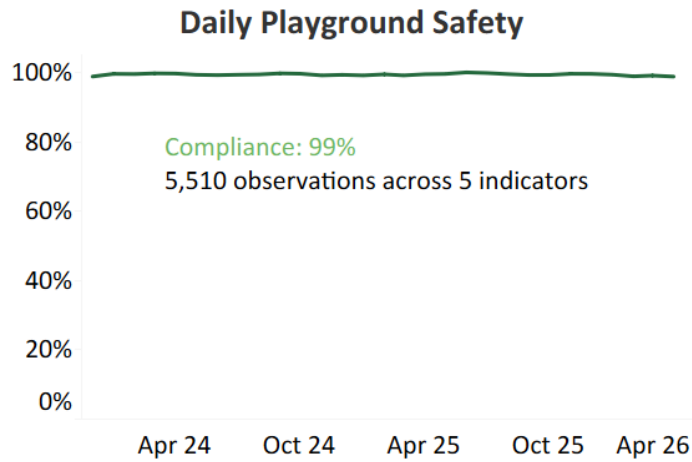 Daily Playground Safety
100%
80%
Compliance: 99%
5,510 observations across 5 indicators
60%
40%
20%
0%
Apr 24 Oct 24 Apr 25 Oct 25 Apr 26